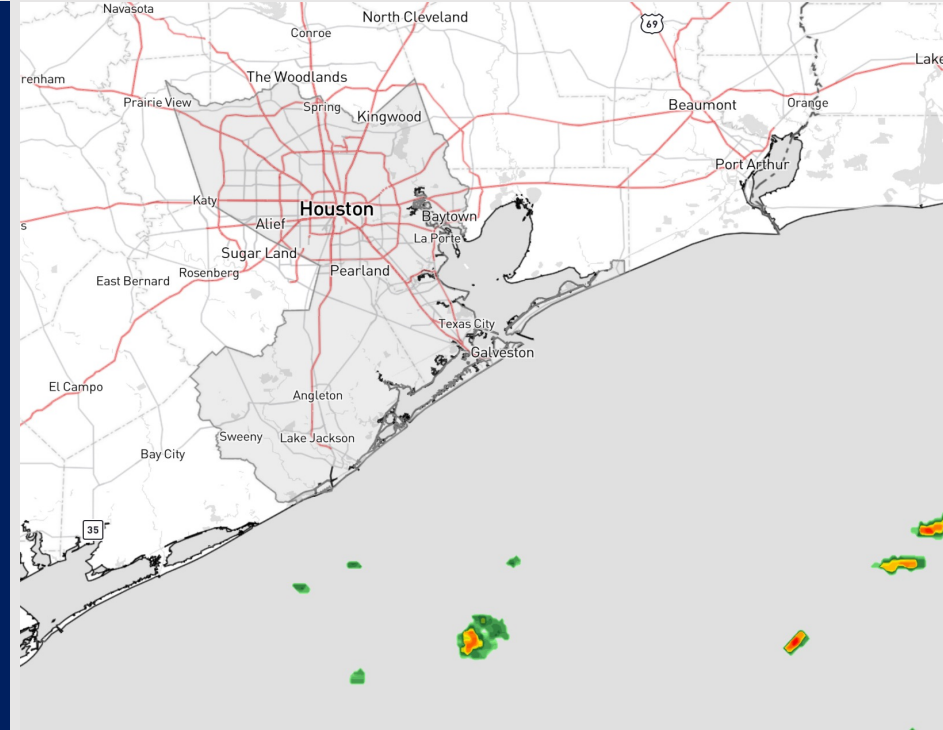 Navasota
North Cleveland
69
Conroe
Lake
renham
The Woodlands
Prairie View
Spring
Kingwood
Beaumont
Orange
Port Arthur
Katy
Houston
Baytown
s
Alief
La Porte
Sugar Land
Rosenberg
Pearland
East Bernard
Texas City
Galveston
El Campo
Angleton
Sweeny
Lake Jackson
Bay City
35